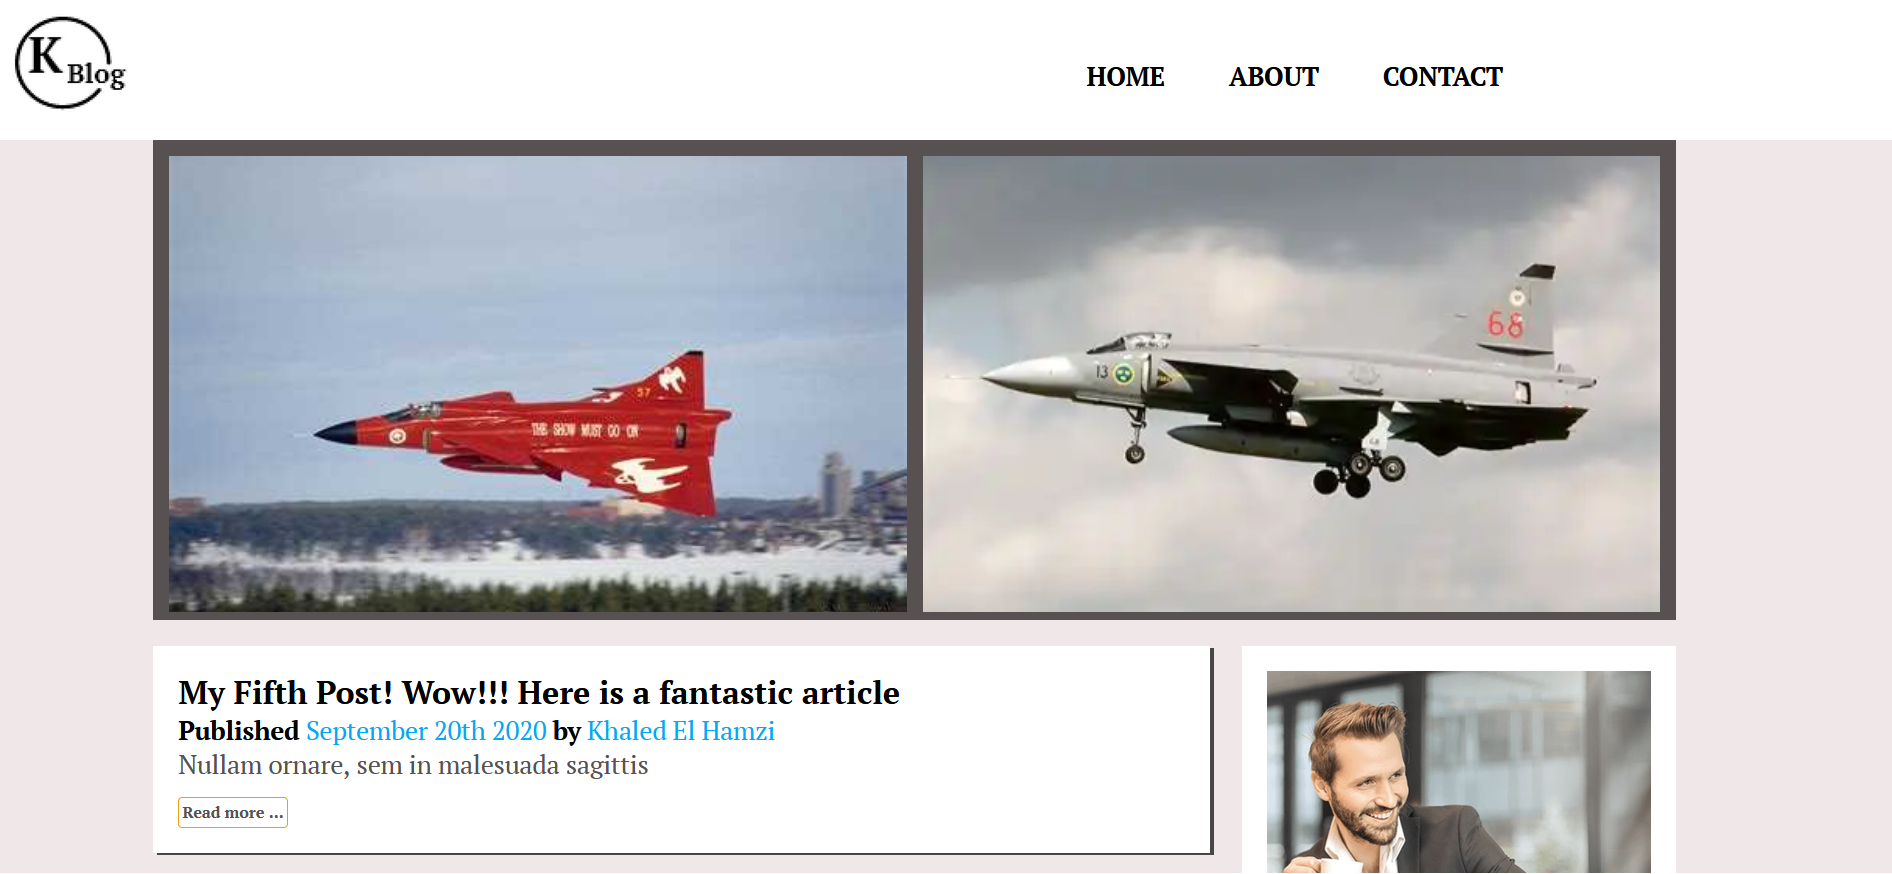 K Blog
HOME ABOUT CONTACT
57
THE SHOW MUST GO ON
68
13
My Fifth Post! Wow!!! Here is a fantastic article
Published September 20th 2020 by Khaled El Hamzi
Nullam ornare, sem in malesuada sagittis
Read more ...